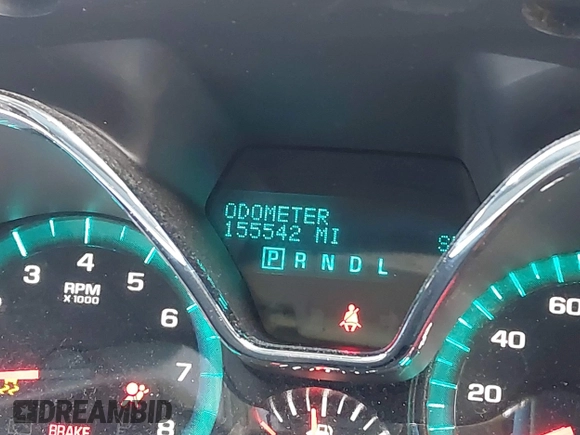 ODOMETER
155542 MI
S
P R N D L
3 4 5 6 7 8
RPM
X 1000
20 40 60
BRAKE
DREAMBID